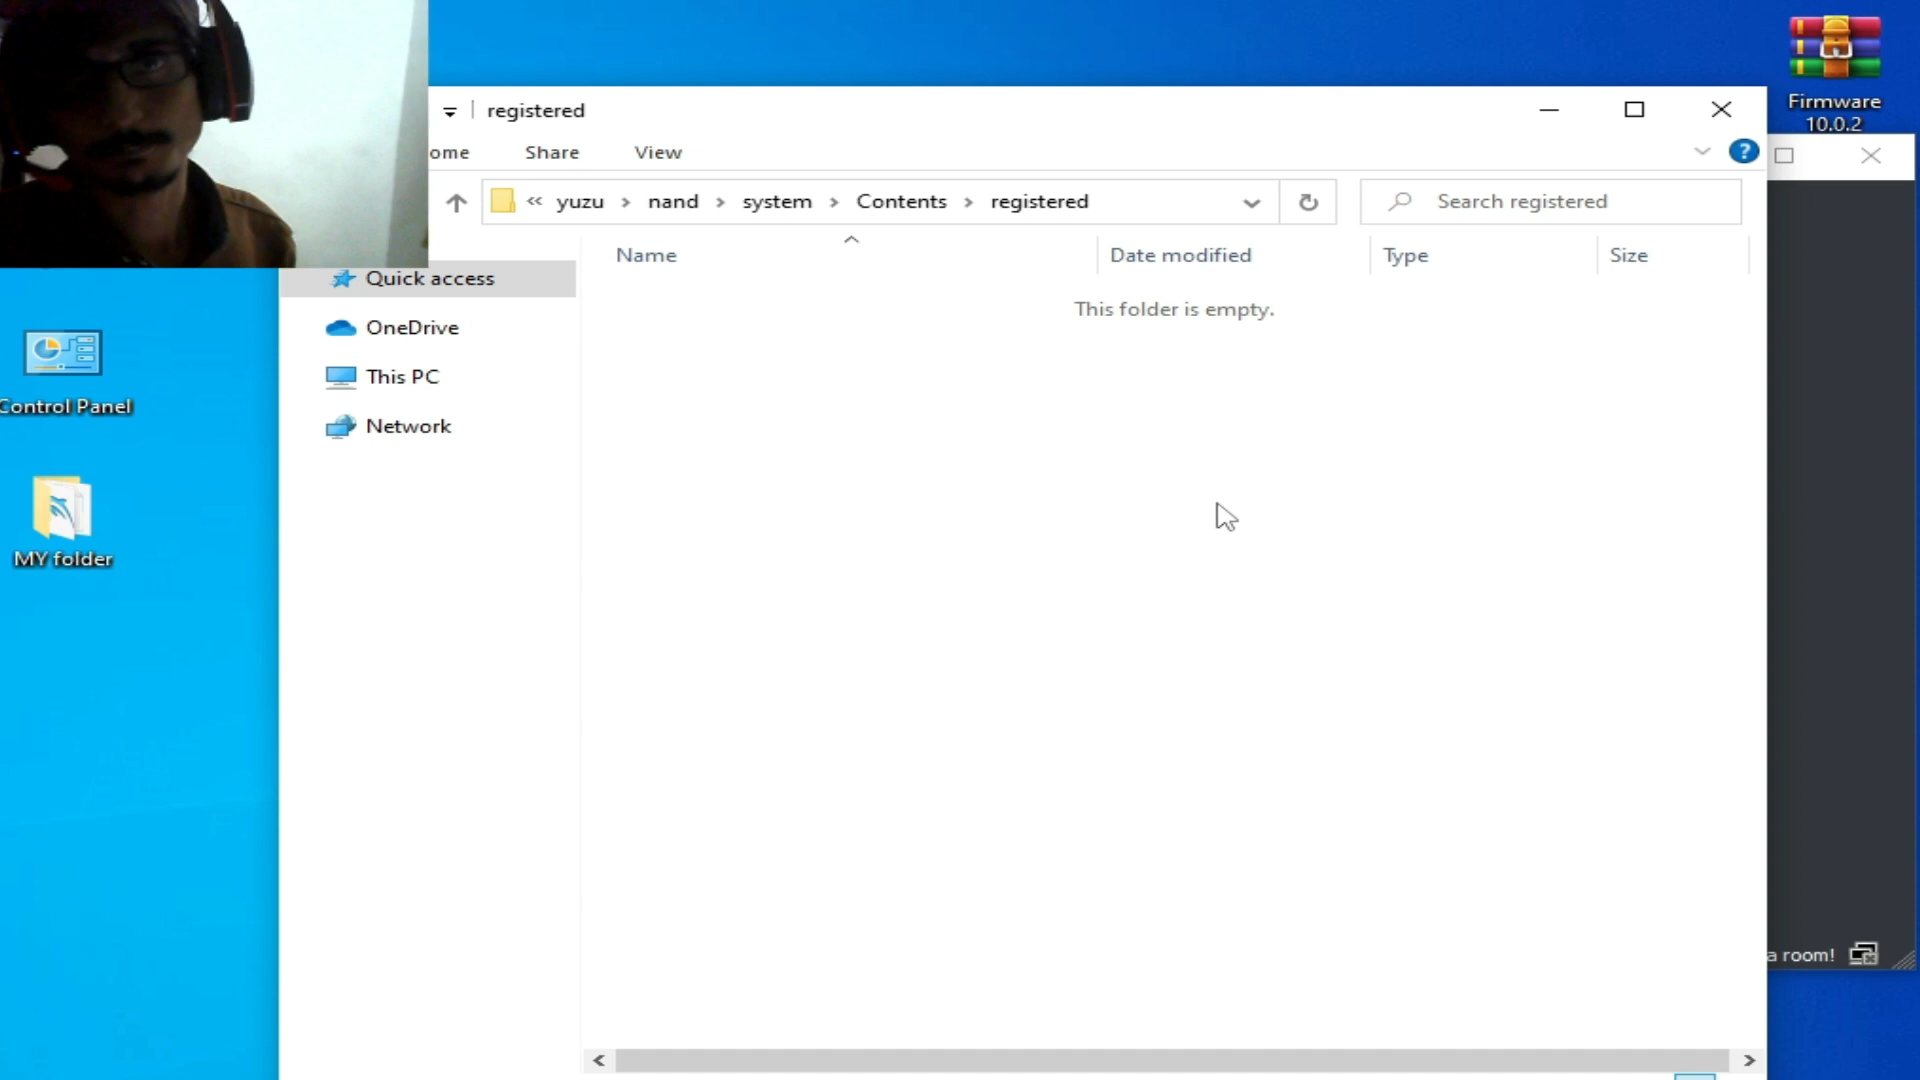 registered
Firmware
10.0.2
ome Share View
?
« yuzu > nand > system > Contents > registered
Search registered
Name Date modified Type Size
Quick access
This folder is empty.
OneDrive
This PC
Control Panel
Network
MY folder
a room!